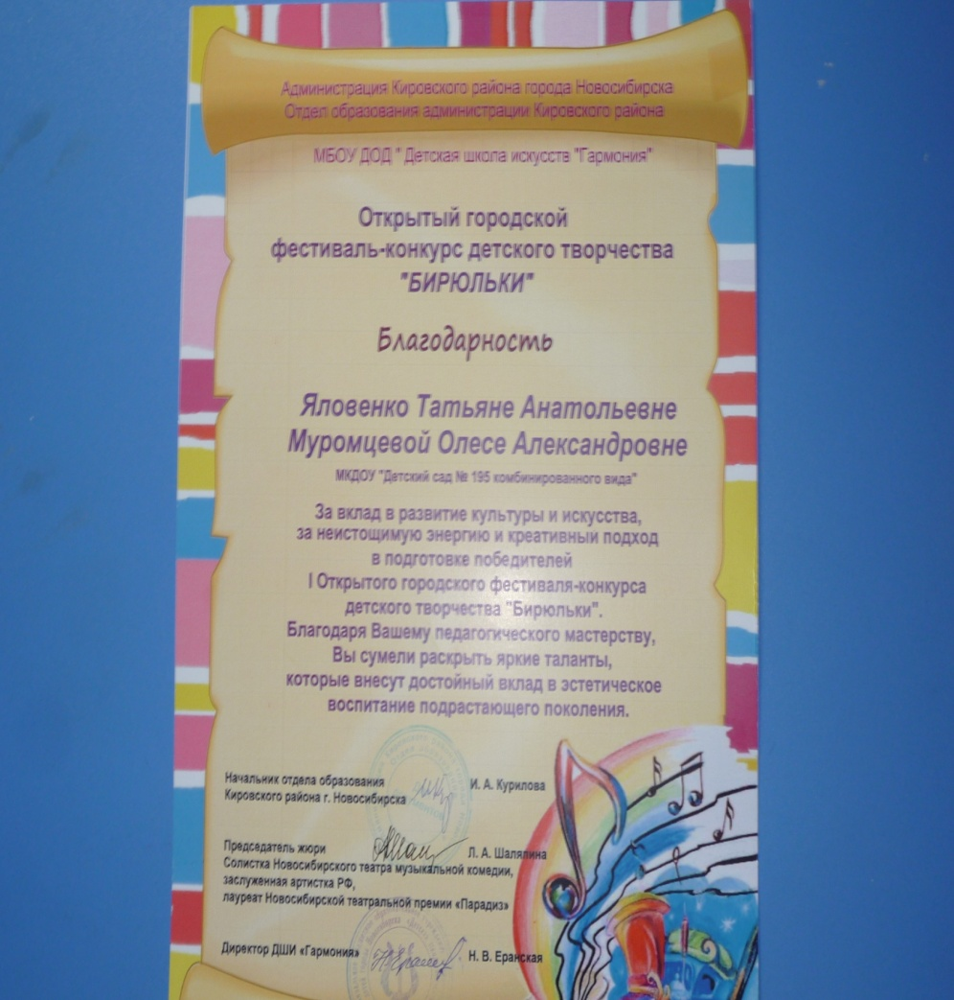 Администрация Кировского района города Новосибирска
Отдел образования администрации Кировского района
МБОУ ДОД " Детская школа искусств "Гармония"
Открытый городской
фестиваль-конкурс детского творчества
"БИРЮЛЬКИ"
Благодарность
Яловенко Татьяне Анатольевне
Муромцевой Олесе Александровне
МКДОУ "Детский сад № 195 комбинированного вида"
За вклад в развитие культуры и искусства,
за неистощимую энергию и креативный подход
в подготовке победителей
I Открытого городского фестиваля-конкурса
детского творчества "Бирюльки".
Благодаря Вашему педагогического мастерству,
Вы сумели раскрыть яркие таланты,
которые внесут достойный вклад в эстетическое
воспитание подрастающего поколения.
Начальник отдела образования
Кировского района г. Новосибирска И. А. Курилова
Председатель жюри Л. А. Шаляпина
Солистка Новосибирского театра музыкальной комедии,
заслуженная артистка РФ,
лауреат Новосибирской театральной премии «Парадиз»
Директор ДШИ «Гармония» Н. В. Еранская